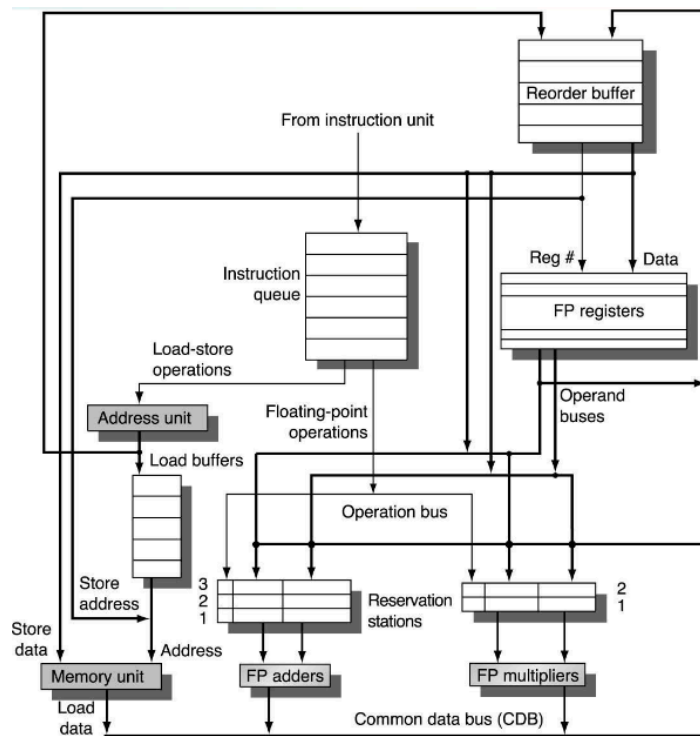 Reorder buffer
From instruction unit
Reg #
Data
Instruction
queue
FP registers
Load-store
operations
Operand
buses
Address unit
Floating-point
operations
Load buffers
Operation bus
Store
address
3
2
1
Reservation
stations
2
1
Store
data
Address
Memory unit
FP adders
FP multipliers
Load
data
Common data bus (CDB)